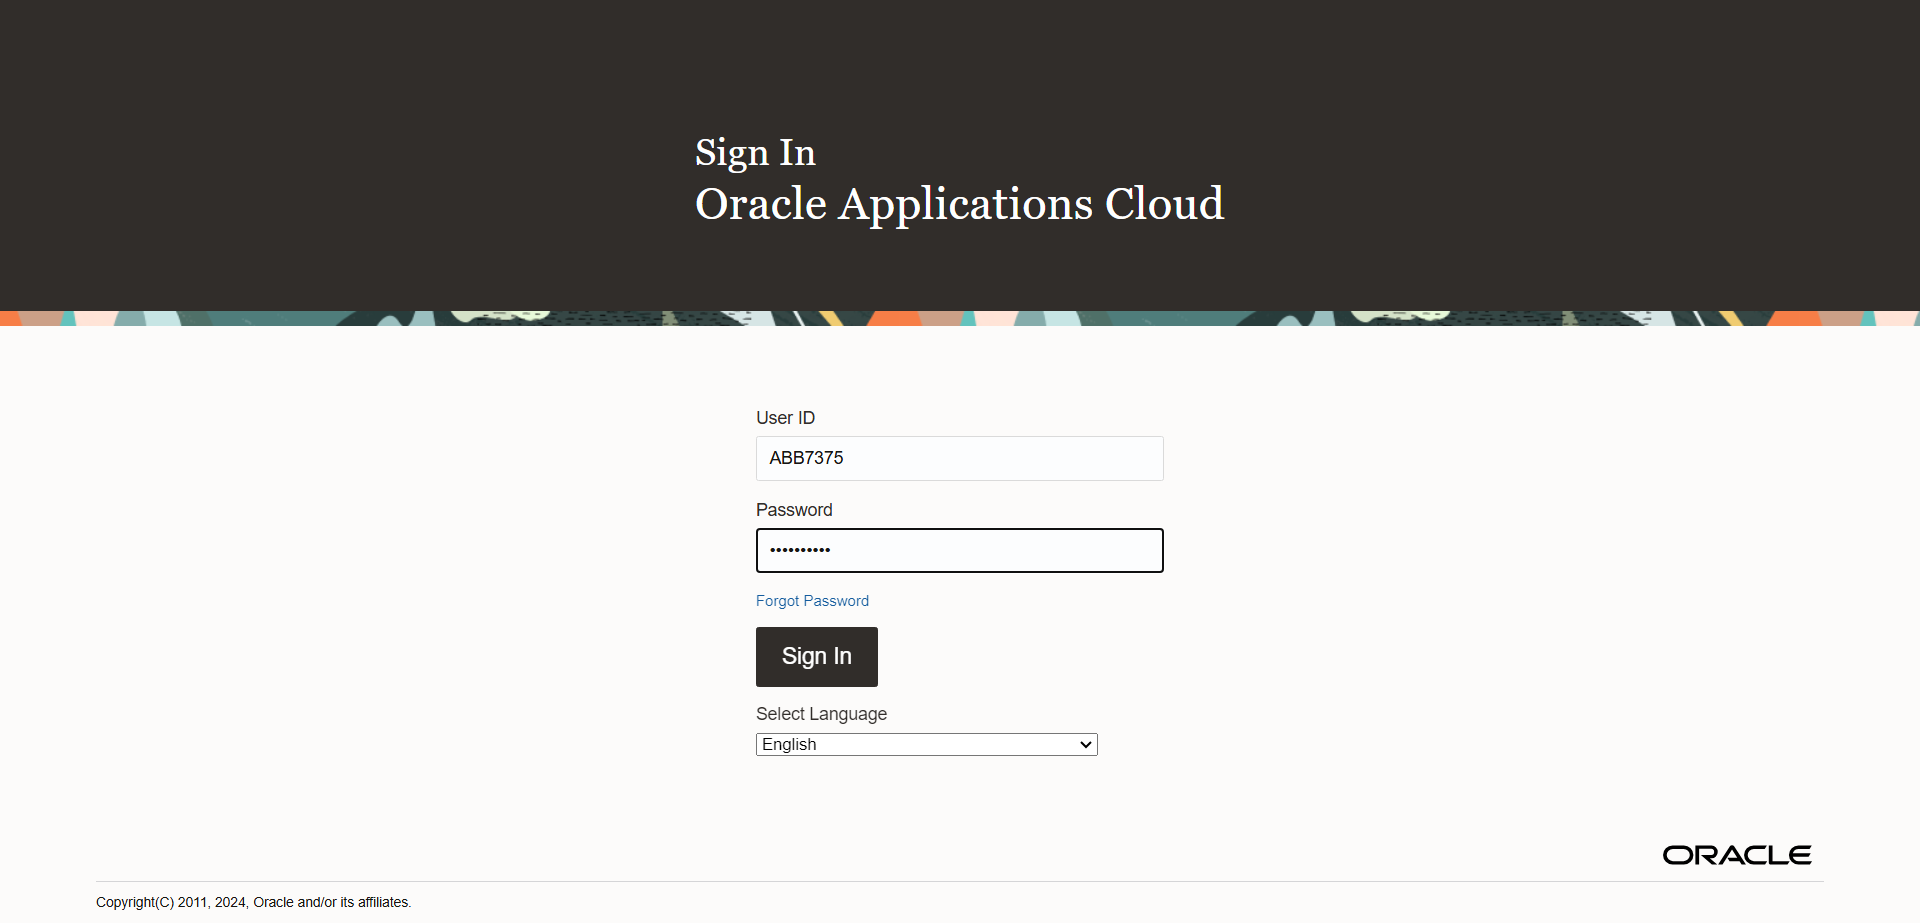 Sign In
Oracle Applications Cloud
User ID
ABB7375
Password
••••••••••
Forgot Password
Sign In
Select Language
English
ORACLE
Copyright(C) 2011, 2024, Oracle and/or its affiliates.